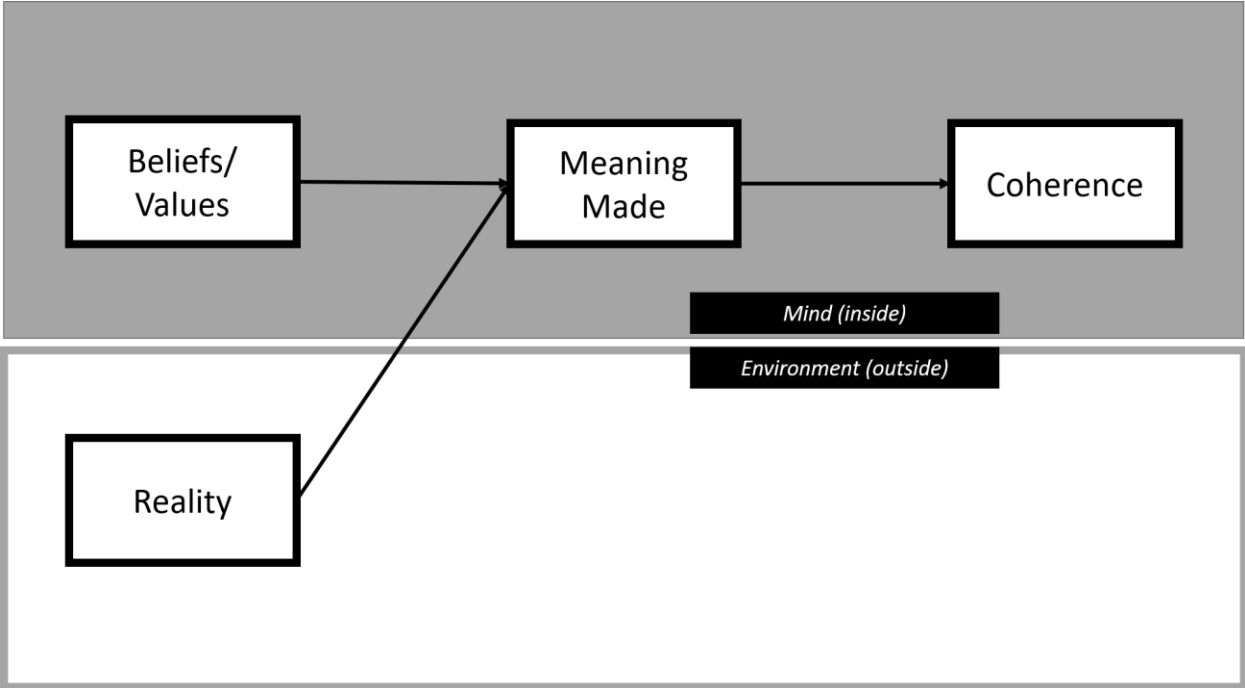 Beliefs/
Values
Meaning
Made
Coherence
Mind (inside)
Environment (outside)
Reality